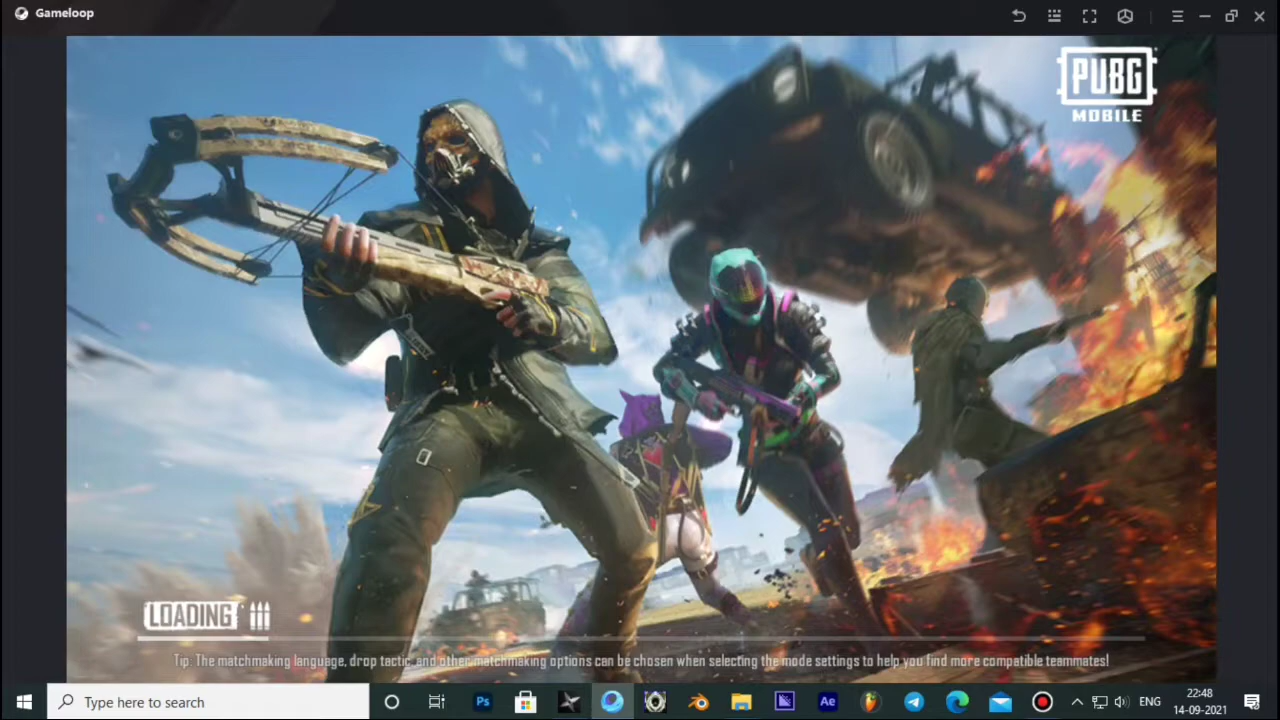 Gameloop
PUBG
MOBILE
LOADING
Tip: The matchmaking language, drop tactic, and other matchmaking options can be chosen when selecting the mode settings to help you find more compatible teammates!
Type here to search
Ps
Ae
ENG
22:48
14-09-2021